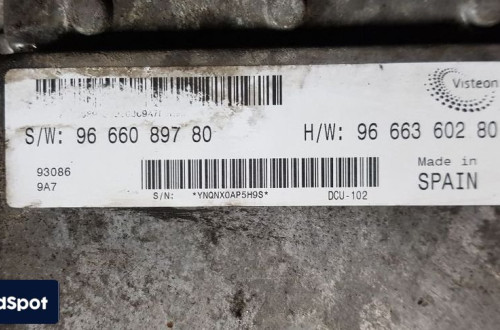 Visteon
S/W: 96 660 897 80
H/W: 96 663 602 80
93086
9A7
Made in
SPAIN
S/N: *YNQNX0AP5H9S*
DCU-102
dSpot